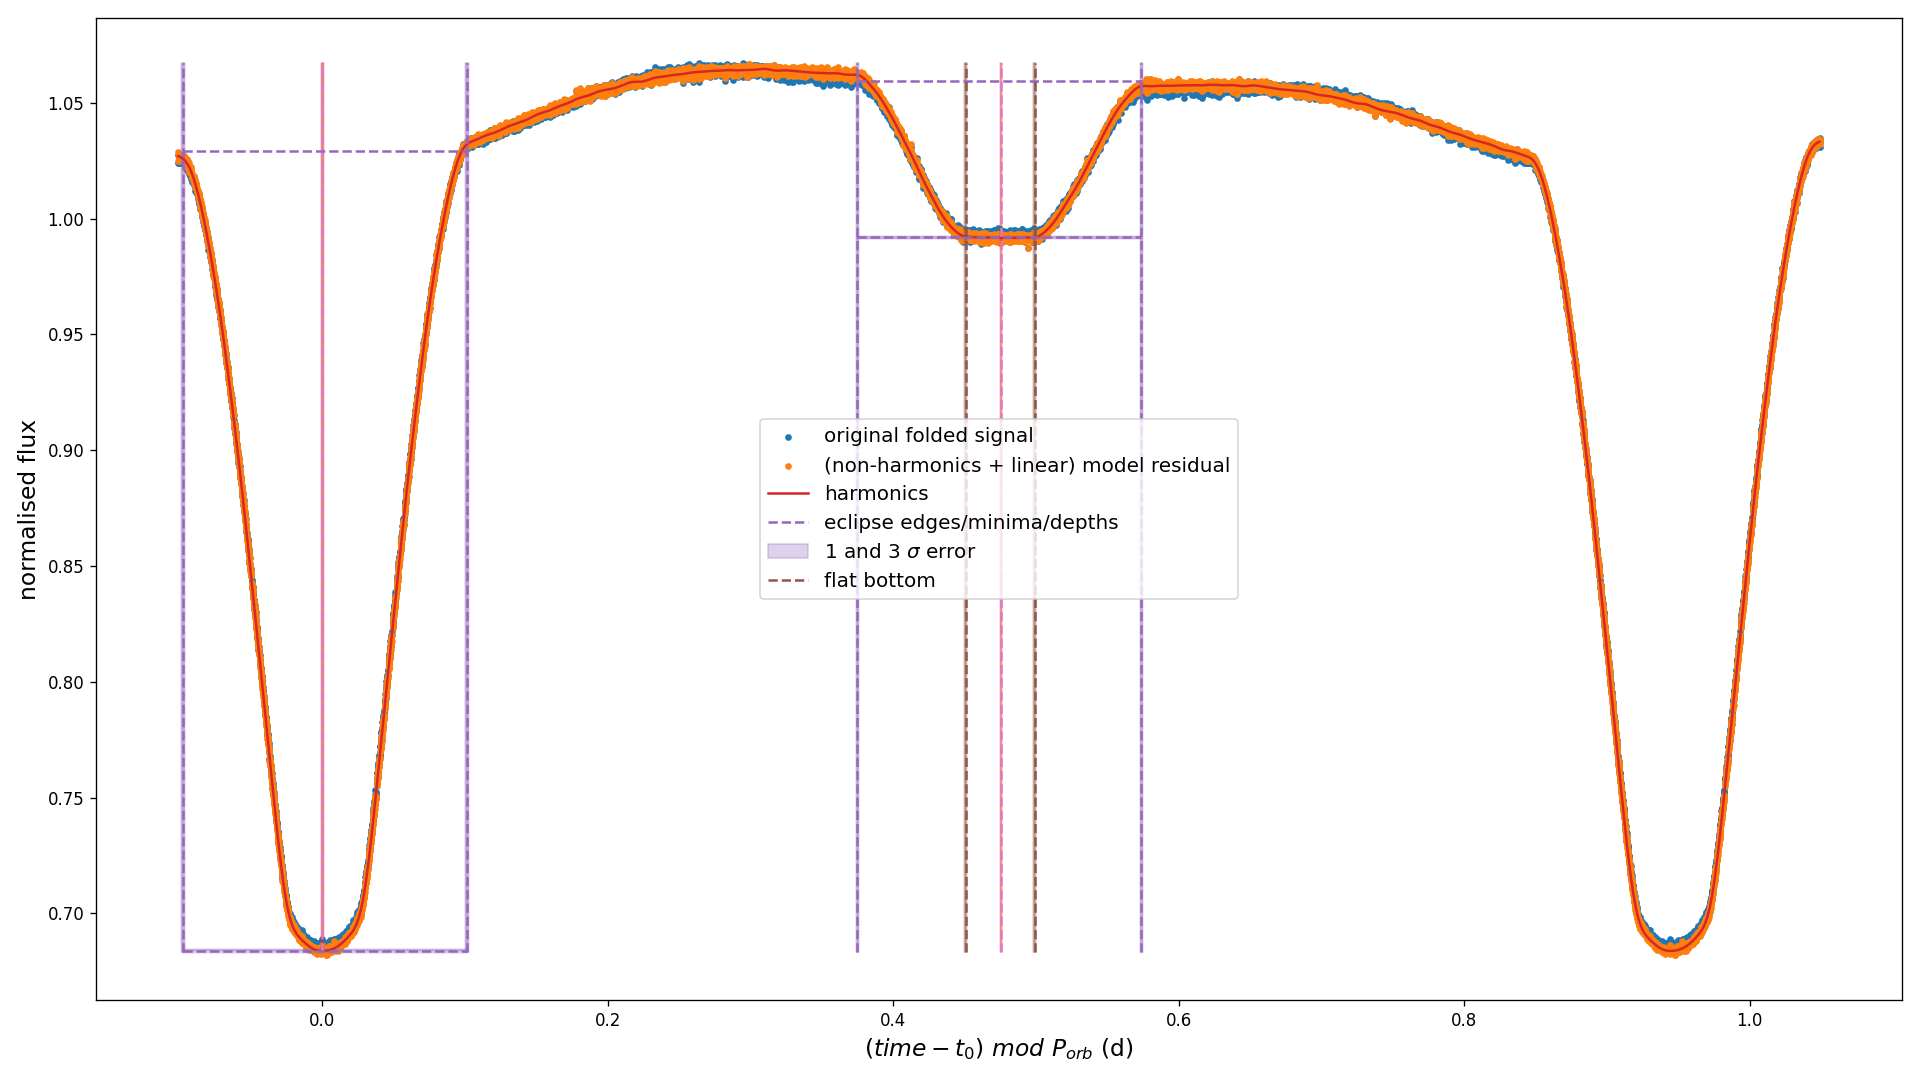 normalised flux
1.05
1.00
0.95
0.90
0.85
0.80
0.75
0.70
original folded signal
(non-harmonics + linear) model residual
harmonics
eclipse edges/minima/depths
1 and 3 σ error
flat bottom
0.0 0.2 0.4 0.6 0.8 1.0
(time − t₀) mod Pₒᵣb (d)